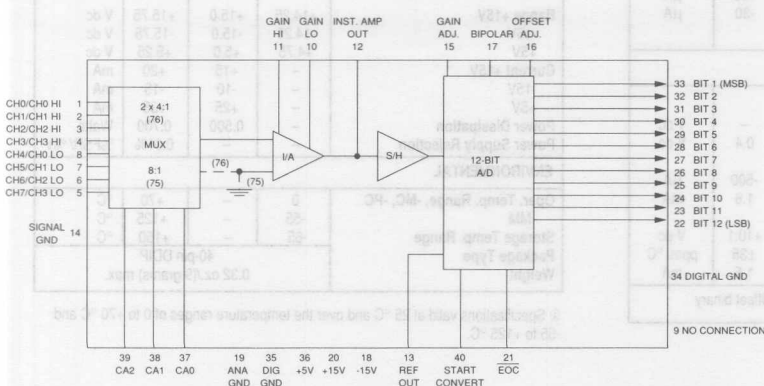 GAIN HI 11
GAIN LO 10
INST. AMP OUT 12
GAIN ADJ. 15
BIPOLAR 17
OFFSET ADJ. 16
CH0/CH0 HI 1
CH1/CH1 HI 2
CH2/CH2 HI 3
CH3/CH3 HI 4
CH4/CH0 LO 8
CH5/CH1 LO 7
CH6/CH2 LO 6
CH7/CH3 LO 5
SIGNAL GND 14
2 x 4:1
(76)
MUX
8:1
(75)
(76)
(75)
I/A
S/H
12-BIT
A/D
33 BIT 1 (MSB)
32 BIT 2
31 BIT 3
30 BIT 4
29 BIT 5
28 BIT 6
27 BIT 7
26 BIT 8
25 BIT 9
24 BIT 10
23 BIT 11
22 BIT 12 (LSB)
34 DIGITAL GND
9 NO CONNECTION
39 CA2
38 CA1
37 CA0
19 ANA GND
35 DIG GND
36 +5V
20 +15V
18 -15V
13 REF OUT
40 START CONVERT
21 EOC